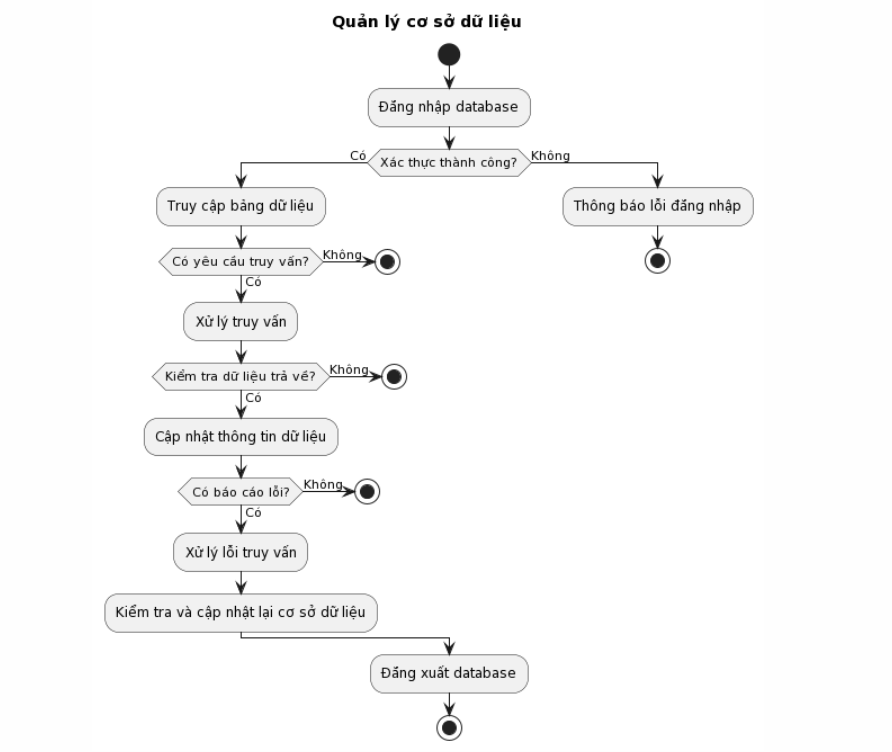 Quản lý cơ sở dữ liệu
Đăng nhập database
Có
Xác thực thành công?
Không
Truy cập bảng dữ liệu
Thông báo lỗi đăng nhập
Có yêu cầu truy vấn?
Không
Có
Xử lý truy vấn
Kiểm tra dữ liệu trả về?
Không
Có
Cập nhật thông tin dữ liệu
Có báo cáo lỗi?
Không
Có
Xử lý lỗi truy vấn
Kiểm tra và cập nhật lại cơ sở dữ liệu
Đăng xuất database